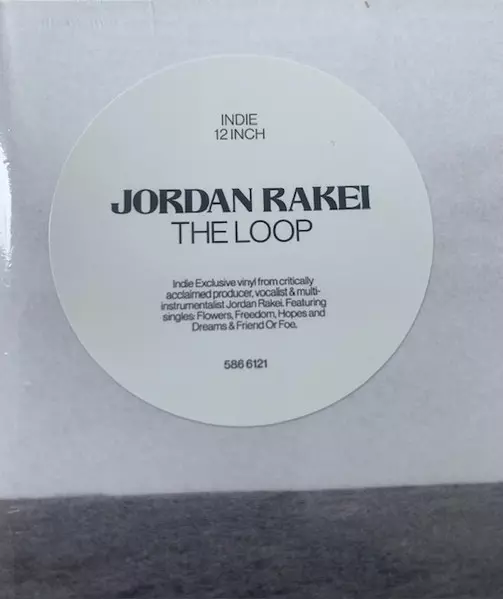 INDIE
12 INCH
JORDAN RAKEI
THE LOOP
Indie Exclusive vinyl from critically
acclaimed producer, vocalist & multi-
instrumentalist Jordan Rakei. Featuring
singles: Flowers, Freedom, Hopes and
Dreams & Friend Or Foe.
586 6121